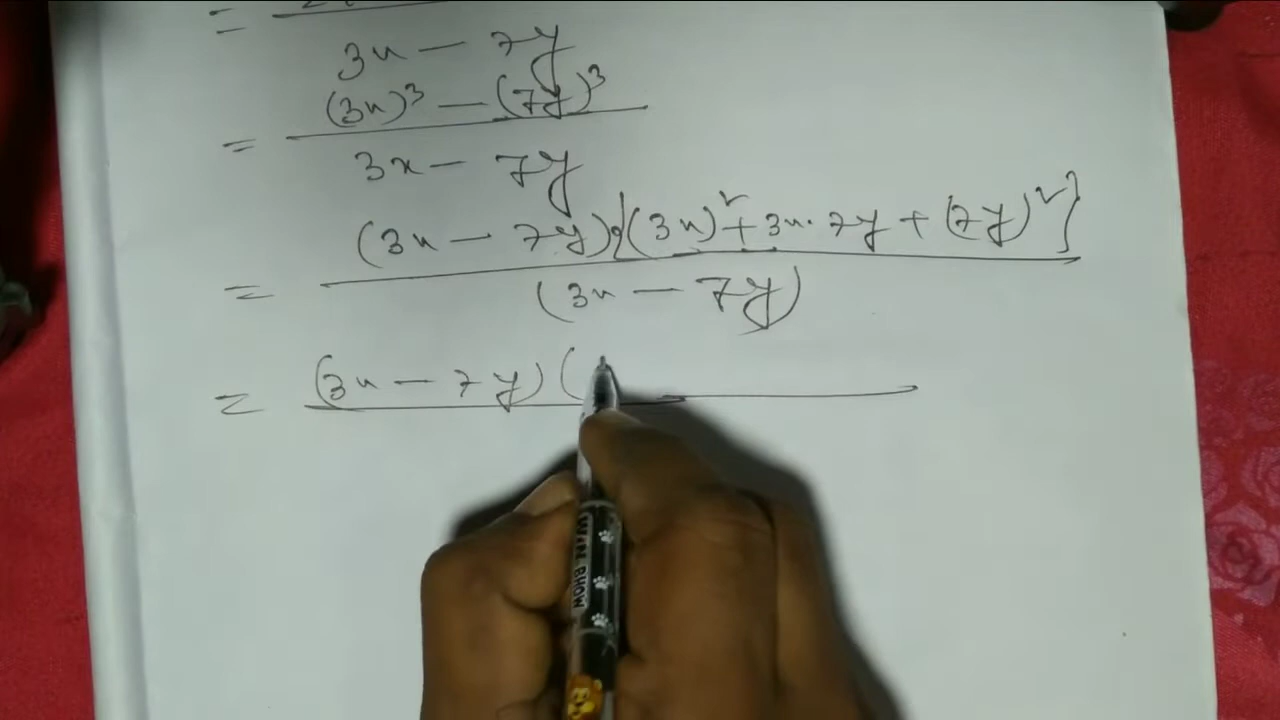 =
3x - 7y
(3x)³ - (7y)³
=
3x - 7y
(3x - 7y){(3x)² + 3x·7y + (7y)²}
=
(3x - 7y)
= (3x - 7y)(